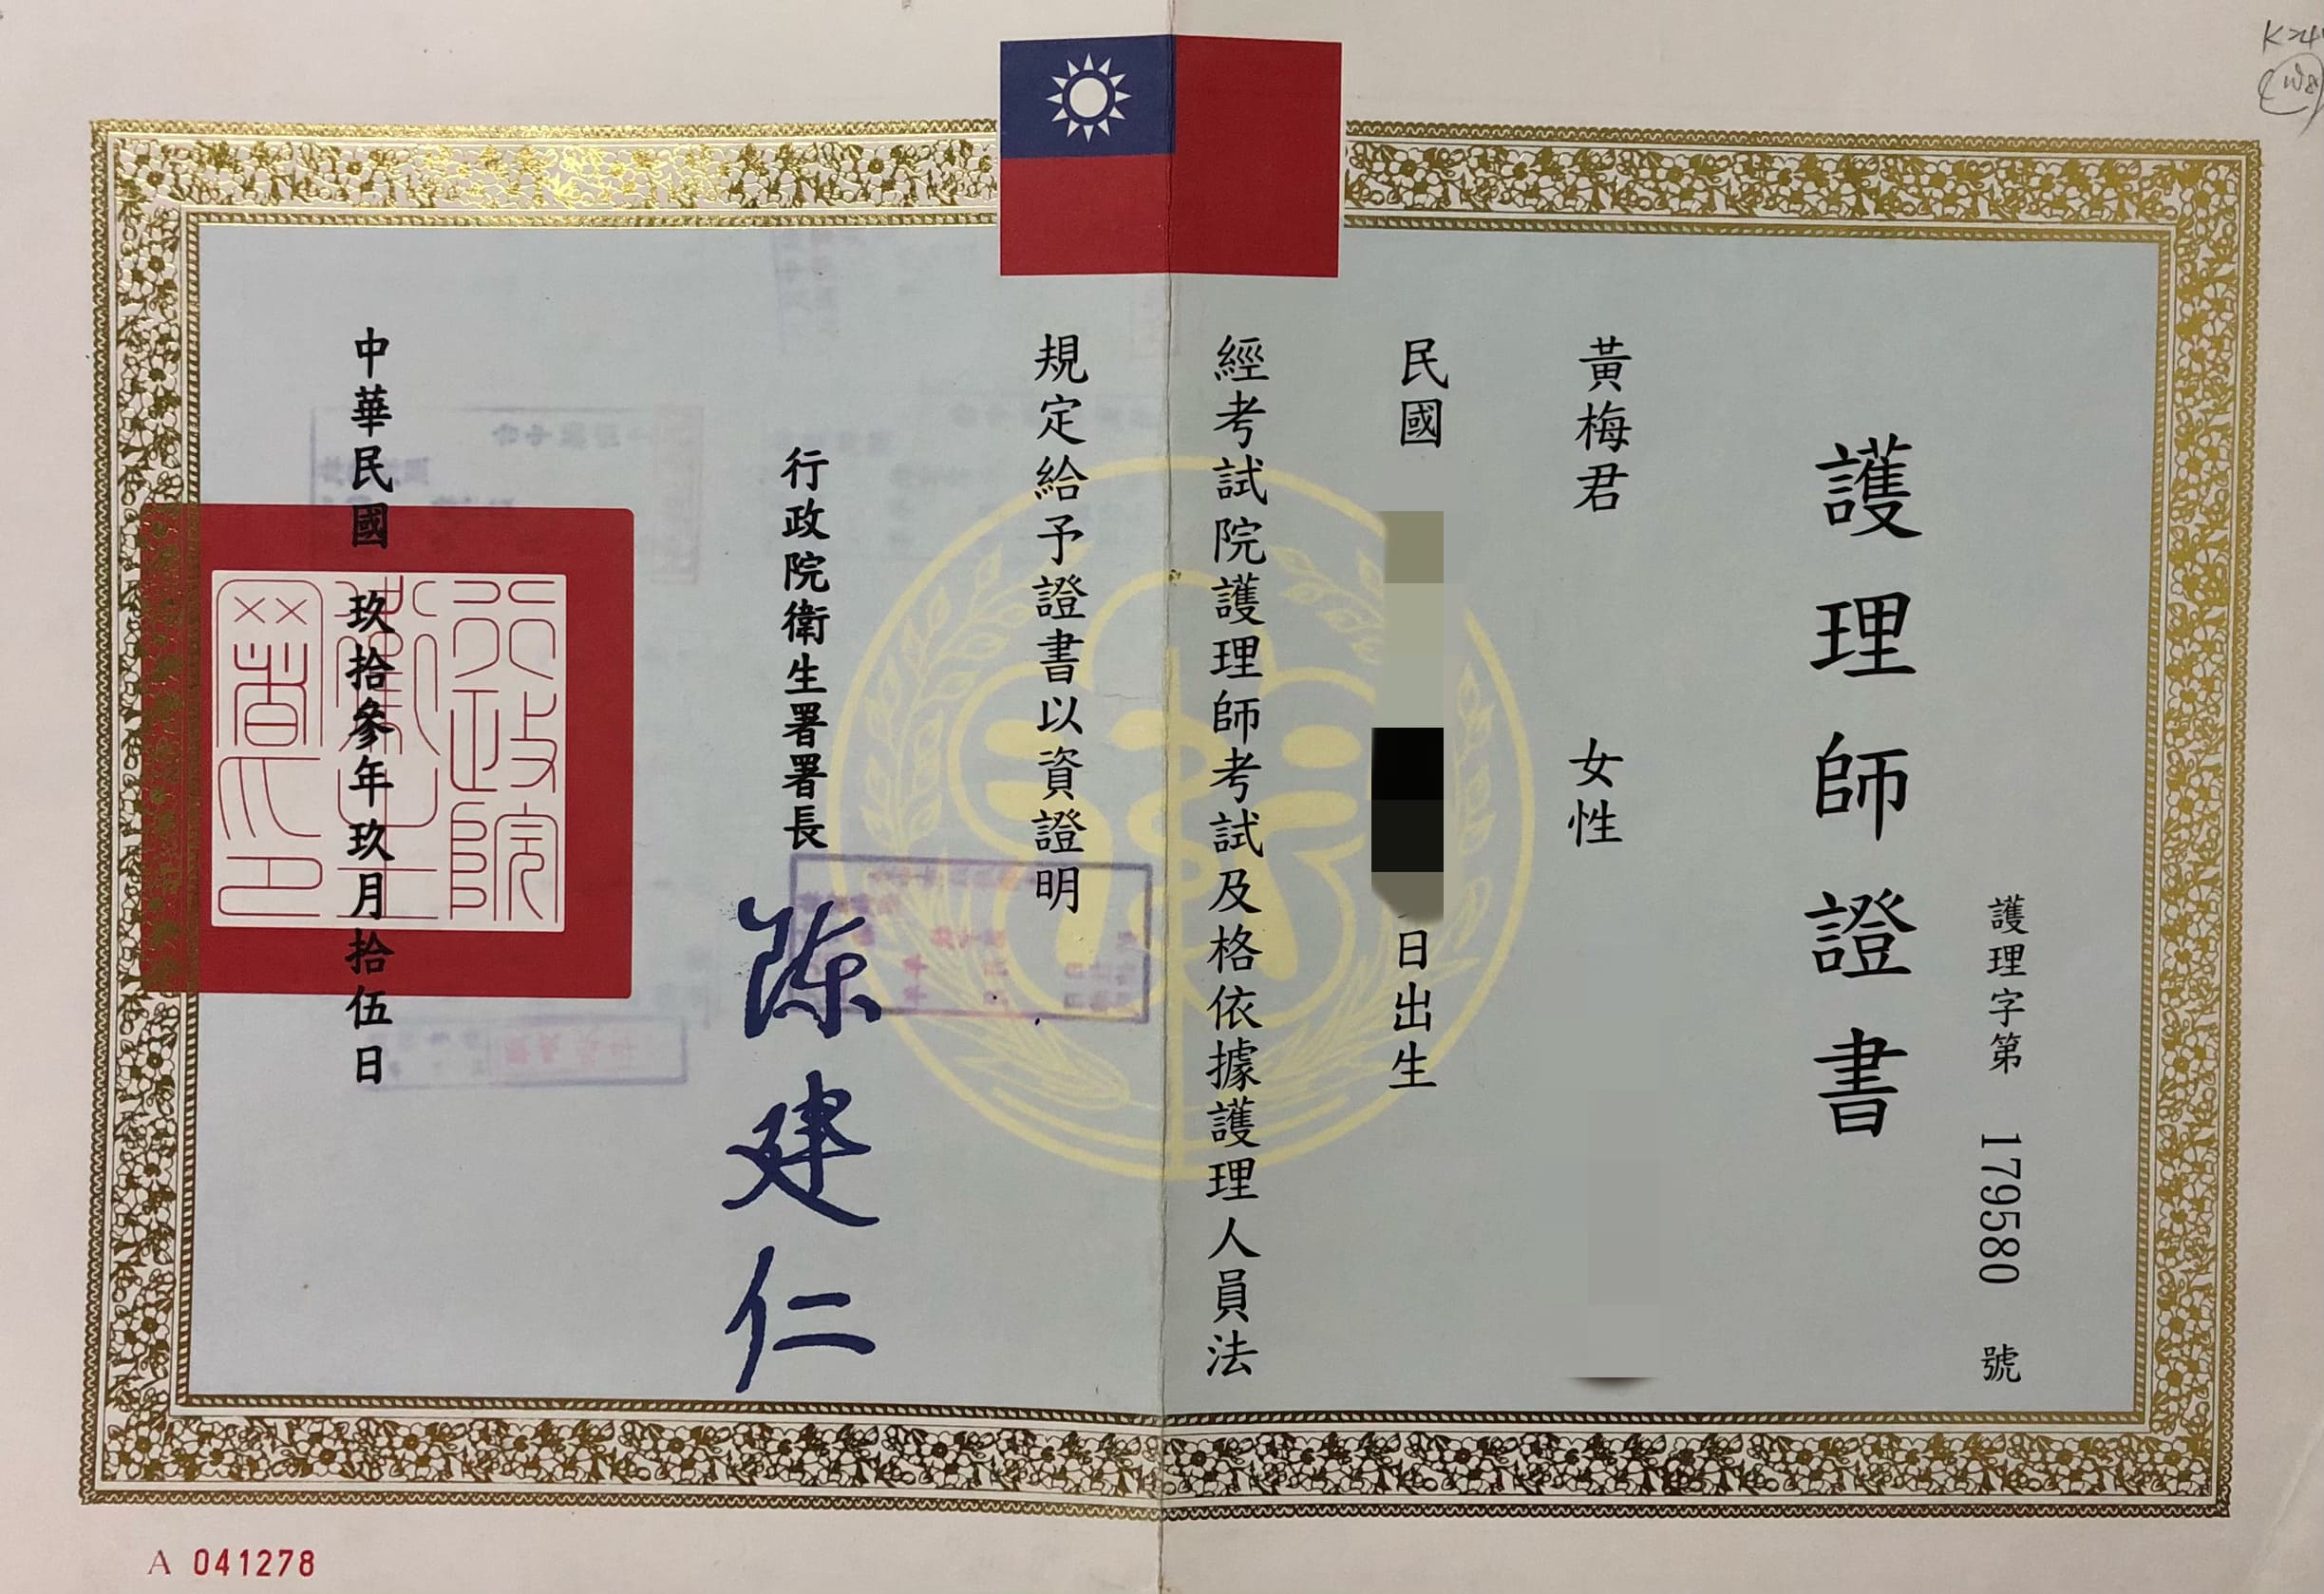 護理師證書
護理字第 179580 號
黃梅君 女性
民國
日出生
經考試院護理師考試及格依據護理人員法
規定給予證書以資證明
行政院衛生署署長
陳建仁
中華民國玖拾參年玖月拾伍日
行政院
衛生
署印
A 041278